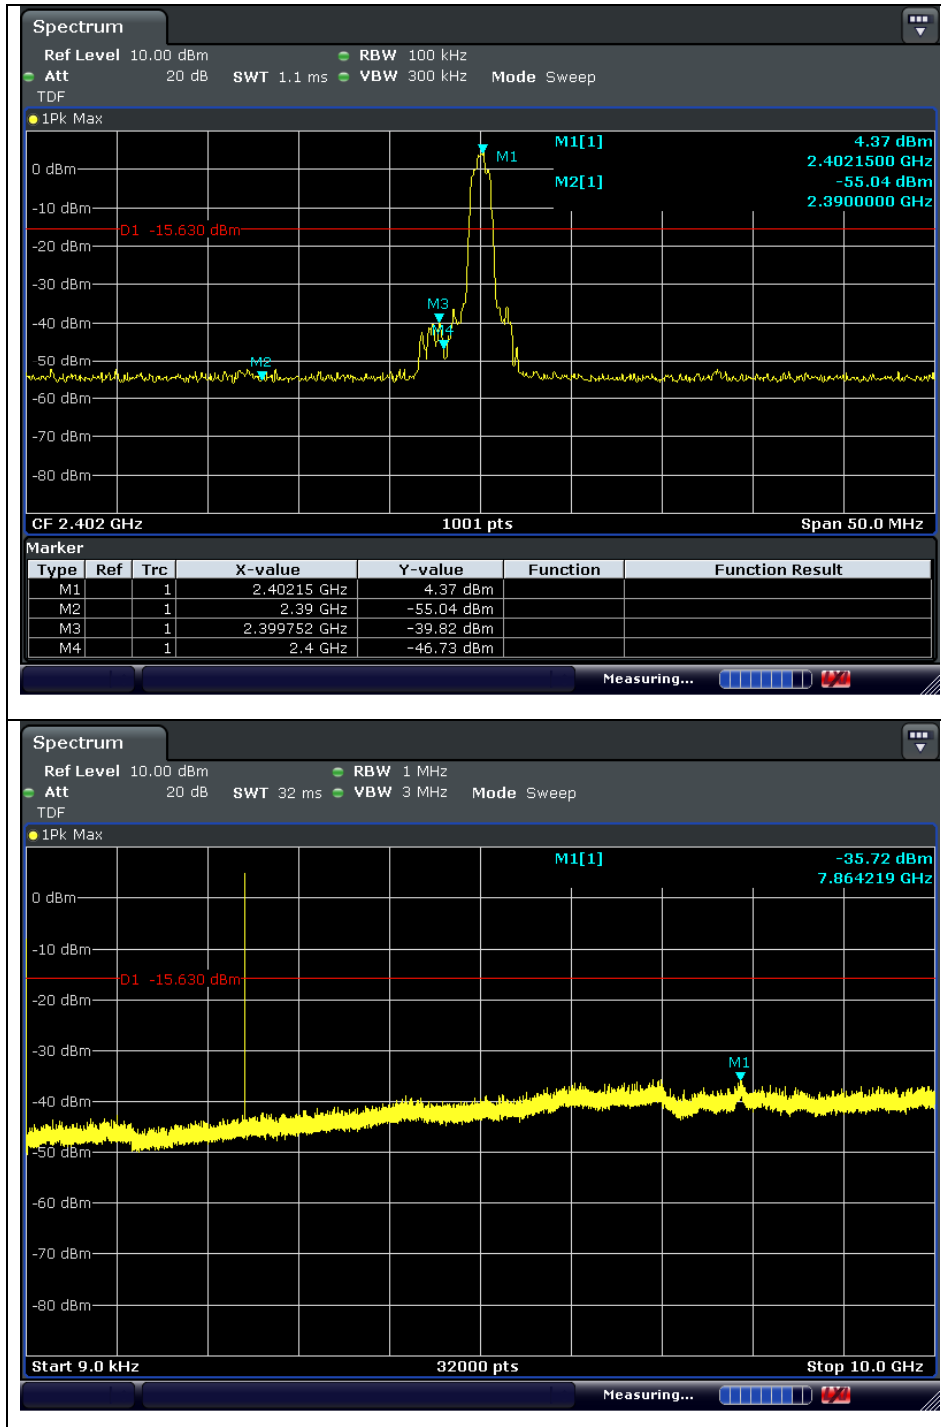 Spectrum
Ref Level 10.00 dBm RBW 100 kHz
Att 20 dB SWT 1.1 ms VBW 300 kHz Mode Sweep
TDF
1Pk Max
M1[1] 4.37 dBm
2.4021500 GHz
M2[1] -55.04 dBm
2.3900000 GHz
M1
0 dBm
-10 dBm
D1 -15.630 dBm
-20 dBm
-30 dBm
M3
-40 dBm
M4
-50 dBm
M2
-60 dBm
-70 dBm
-80 dBm
CF 2.402 GHz 1001 pts Span 50.0 MHz
Marker
Type Ref Trc X-value Y-value Function Function Result
M1 1 2.40215 GHz 4.37 dBm
M2 1 2.39 GHz -55.04 dBm
M3 1 2.399752 GHz -39.82 dBm
M4 1 2.4 GHz -46.73 dBm
Measuring...
Spectrum
Ref Level 10.00 dBm RBW 1 MHz
Att 20 dB SWT 32 ms VBW 3 MHz Mode Sweep
TDF
1Pk Max
M1[1] -35.72 dBm
7.864219 GHz
0 dBm
-10 dBm
D1 -15.630 dBm
-20 dBm
-30 dBm
M1
-40 dBm
-50 dBm
-60 dBm
-70 dBm
-80 dBm
Start 9.0 kHz 32000 pts Stop 10.0 GHz
Measuring...